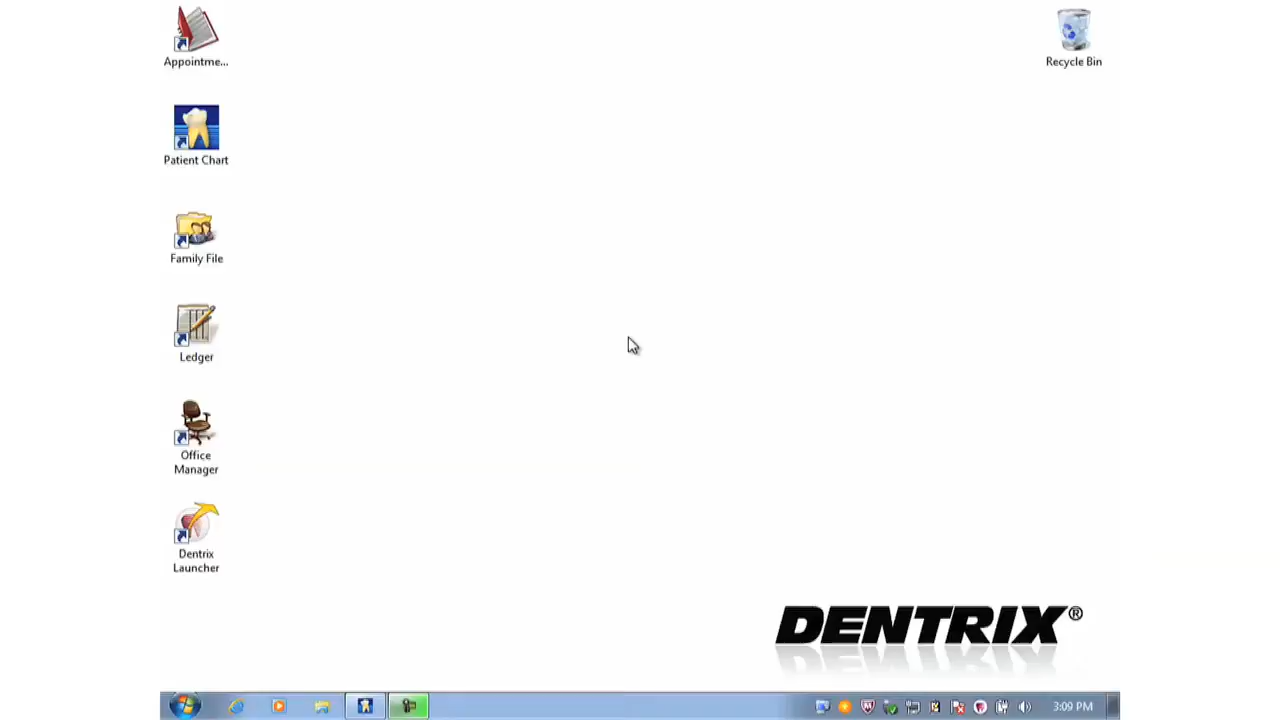 Appointme...
Recycle Bin
Patient Chart
Family File
Ledger
Office
Manager
Dentrix
Launcher
DENTRIX®
3:09 PM